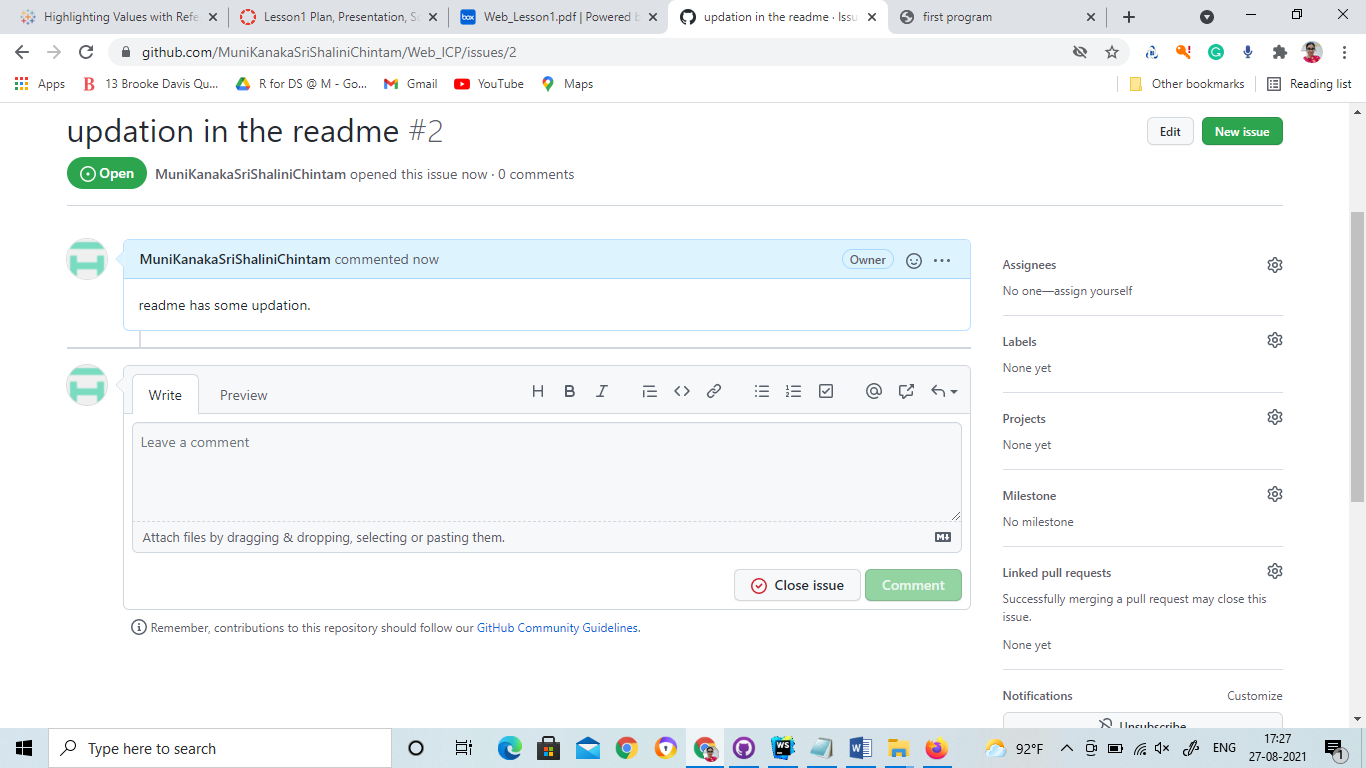 Highlighting Values with Refe
Lesson1 Plan, Presentation, S
Web_Lesson1.pdf | Powered b
updation in the readme · Issu
first program
github.com/MuniKanakaSriShaliniChintam/Web_ICP/issues/2
Apps
B 13 Brooke Davis Qu...
R for DS @ M - Go...
Gmail
YouTube
Maps
Other bookmarks
Reading list
updation in the readme #2
Edit
New issue
Open
MuniKanakaSriShaliniChintam opened this issue now · 0 comments
MuniKanakaSriShaliniChintam commented now
Owner
readme has some updation.
Write
Preview
H B I
Leave a comment
Attach files by dragging & dropping, selecting or pasting them.
Close issue
Comment
Remember, contributions to this repository should follow our GitHub Community Guidelines.
Assignees
No one—assign yourself
Labels
None yet
Projects
None yet
Milestone
No milestone
Linked pull requests
Successfully merging a pull request may close this
issue.
None yet
Notifications
Customize
Unsubscribe
Type here to search
92°F
ENG
17:27
27-08-2021
1